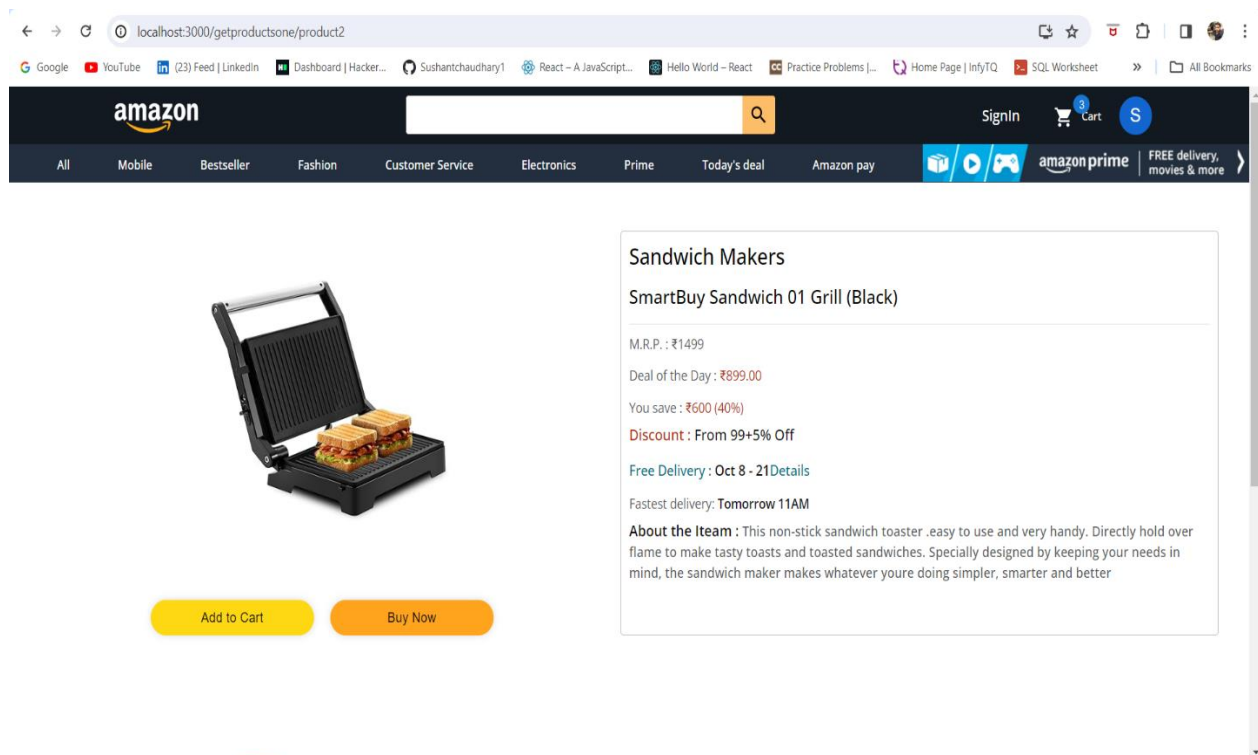 localhost:3000/getproductsone/product2
Google YouTube (23) Feed | LinkedIn Dashboard | Hacker... Sushantchaudhary1 React – A JavaScript... Hello World – React Practice Problems |... Home Page | InfyTQ SQL Worksheet » All Bookmarks
amazon SignIn 3 Cart S
All Mobile Bestseller Fashion Customer Service Electronics Prime Today's deal Amazon pay amazon prime FREE delivery,
movies & more
Sandwich Makers
SmartBuy Sandwich 01 Grill (Black)
M.R.P. : ₹1499
Deal of the Day : ₹899.00
You save : ₹600 (40%)
Discount : From 99+5% Off
Free Delivery : Oct 8 - 21Details
Fastest delivery: Tomorrow 11AM
About the Iteam : This non-stick sandwich toaster .easy to use and very handy. Directly hold over
flame to make tasty toasts and toasted sandwiches. Specially designed by keeping your needs in
mind, the sandwich maker makes whatever youre doing simpler, smarter and better
Add to Cart Buy Now